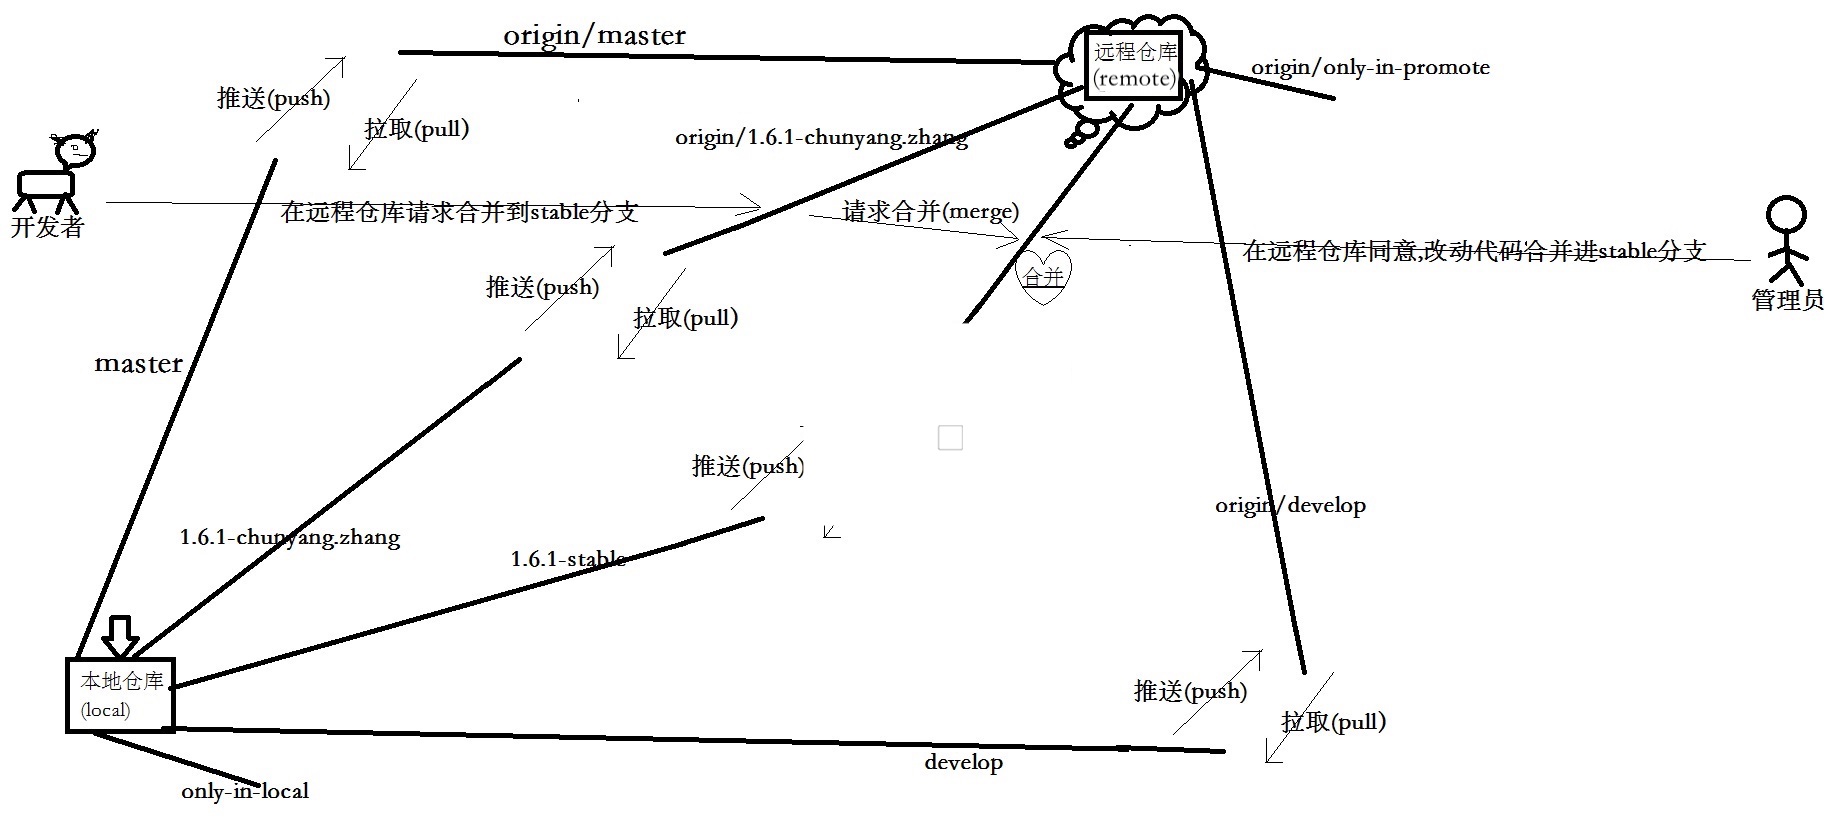 origin/master
远程仓库
(remote)
origin/only-in-promote
推送(push)
拉取(pull)
origin/1.6.1-chunyang.zhang
开发者
在远程仓库请求合并到stable分支
请求合并(merge)
在远程仓库同意,改动代码合并进stable分支
合并
管理员
推送(push)
拉取(pull)
master
推送(push)
origin/develop
1.6.1-chunyang.zhang
1.6.1-stable
本地仓库
(local)
推送(push)
拉取(pull)
develop
only-in-local